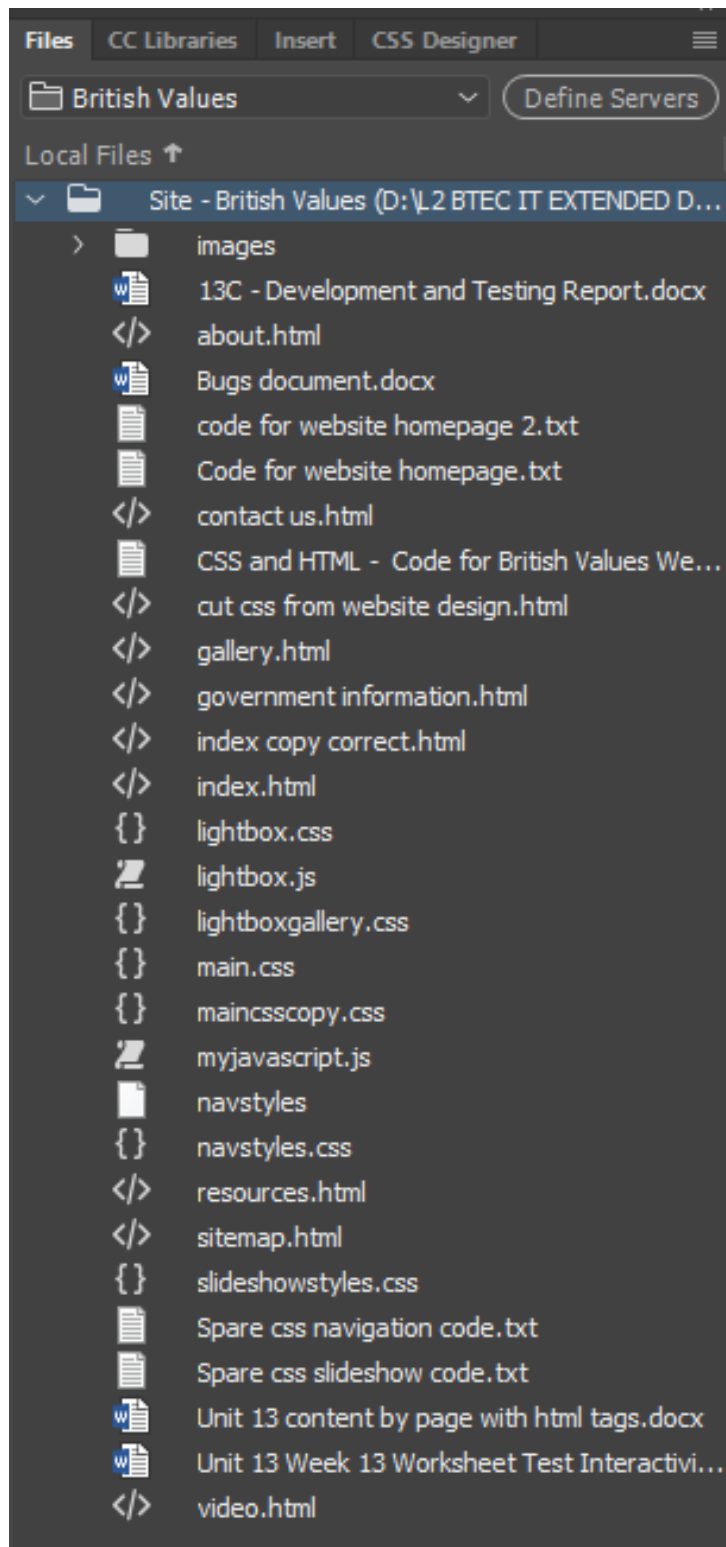 Files CC Libraries Insert CSS Designer
British Values Define Servers
Local Files
Site - British Values (D:\L2 BTEC IT EXTENDED D...
images
13C - Development and Testing Report.docx
about.html
Bugs document.docx
code for website homepage 2.txt
Code for website homepage.txt
contact us.html
CSS and HTML - Code for British Values We...
cut css from website design.html
gallery.html
government information.html
index copy correct.html
index.html
lightbox.css
lightbox.js
lightboxgallery.css
main.css
maincsscopy.css
myjavascript.js
navstyles
navstyles.css
resources.html
sitemap.html
slideshowstyles.css
Spare css navigation code.txt
Spare css slideshow code.txt
Unit 13 content by page with html tags.docx
Unit 13 Week 13 Worksheet Test Interactivi...
video.html